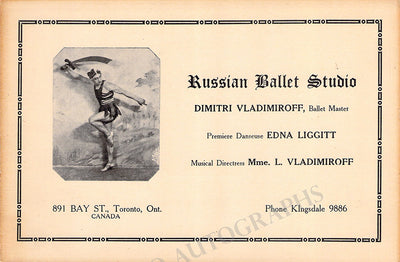 Russian Ballet Studio
DIMITRI VLADIMIROFF, Ballet Master
Premiere Danseuse EDNA LIGGITT
Musical Directress Mme. L. VLADIMIROFF
891 BAY ST., Toronto, Ont.
CANADA
Phone KIngsdale 9886
AUTOGRAPHS